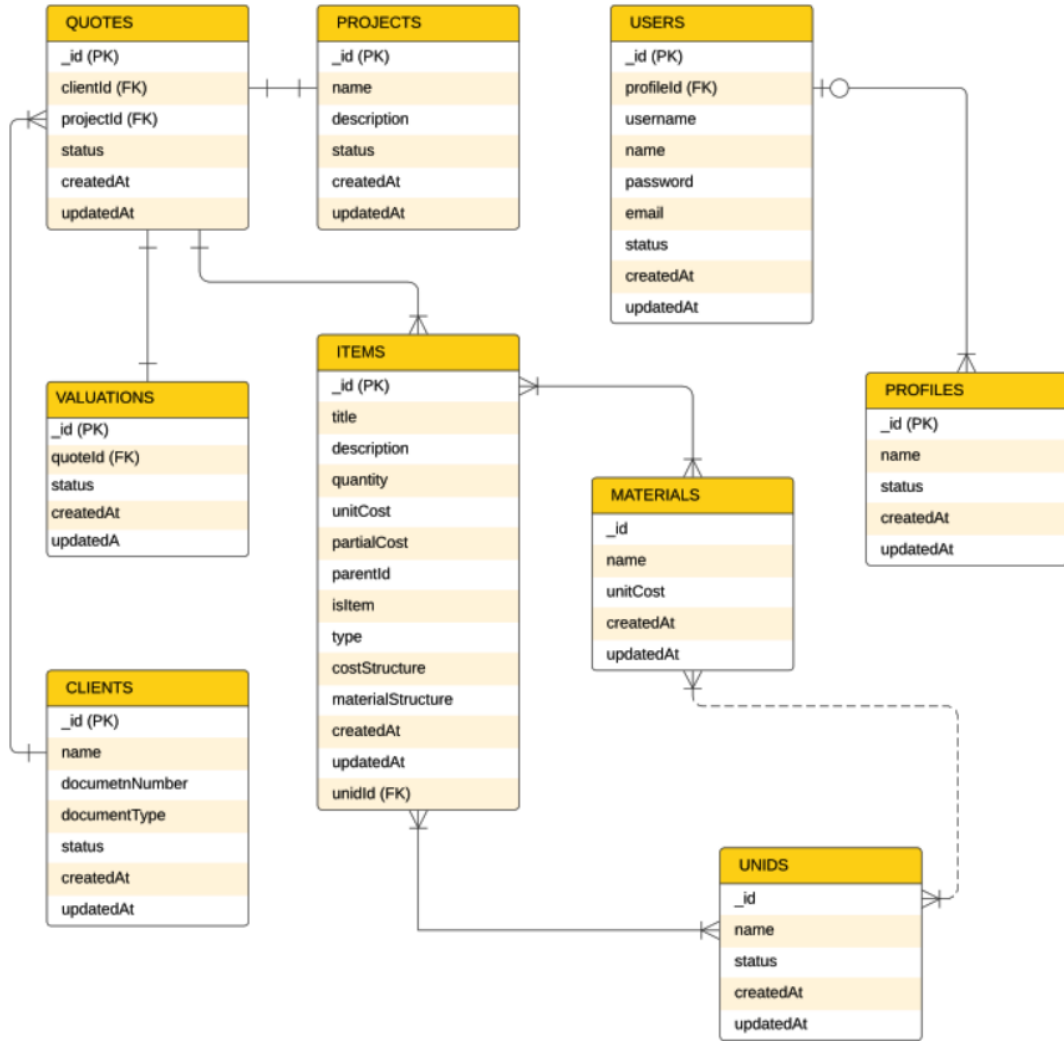 QUOTES
_id (PK)
clientId (FK)
projectId (FK)
status
createdAt
updatedAt
PROJECTS
_id (PK)
name
description
status
createdAt
updatedAt
USERS
_id (PK)
profileId (FK)
username
name
password
email
status
createdAt
updatedAt
VALUATIONS
_id (PK)
quoteId (FK)
status
createdAt
updatedA
ITEMS
_id (PK)
title
description
quantity
unitCost
partialCost
parentId
isItem
type
costStructure
materialStructure
createdAt
updatedAt
unidId (FK)
PROFILES
_id (PK)
name
status
createdAt
updatedAt
MATERIALS
_id
name
unitCost
createdAt
updatedAt
CLIENTS
_id (PK)
name
documetnNumber
documentType
status
createdAt
updatedAt
UNIDS
_id
name
status
createdAt
updatedAt